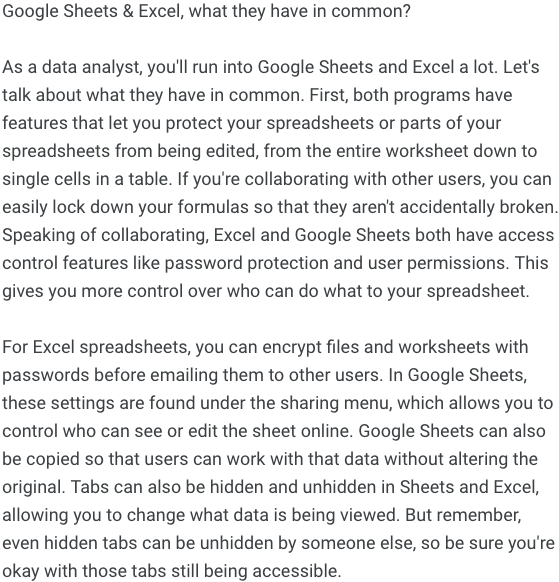 Google Sheets & Excel, what they have in common?
As a data analyst, you'll run into Google Sheets and Excel a lot. Let's
talk about what they have in common. First, both programs have
features that let you protect your spreadsheets or parts of your
spreadsheets from being edited, from the entire worksheet down to
single cells in a table. If you're collaborating with other users, you can
easily lock down your formulas so that they aren't accidentally broken.
Speaking of collaborating, Excel and Google Sheets both have access
control features like password protection and user permissions. This
gives you more control over who can do what to your spreadsheet.
For Excel spreadsheets, you can encrypt files and worksheets with
passwords before emailing them to other users. In Google Sheets,
these settings are found under the sharing menu, which allows you to
control who can see or edit the sheet online. Google Sheets can also
be copied so that users can work with that data without altering the
original. Tabs can also be hidden and unhidden in Sheets and Excel,
allowing you to change what data is being viewed. But remember,
even hidden tabs can be unhidden by someone else, so be sure you're
okay with those tabs still being accessible.